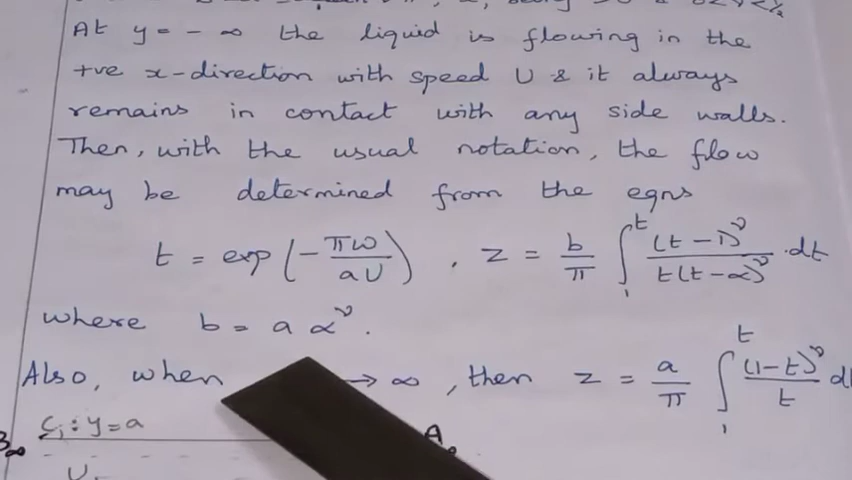 At y = - ∞ the liquid is flowing in the
+ve x-direction with speed U & it always
remains in contact with any side walls.
Then, with the usual notation, the flow
may be determined from the eqns
t = exp (-πω/aU), z = b/π ∫₁ᵗ (t-1)^ν / t(t-α)^ν · dt
where b = a α^ν.
Also, when → ∞, then z = a/π ∫₁ᵗ (1-t)^ν / t d
C₁ : y = a
B∞ A₀
U